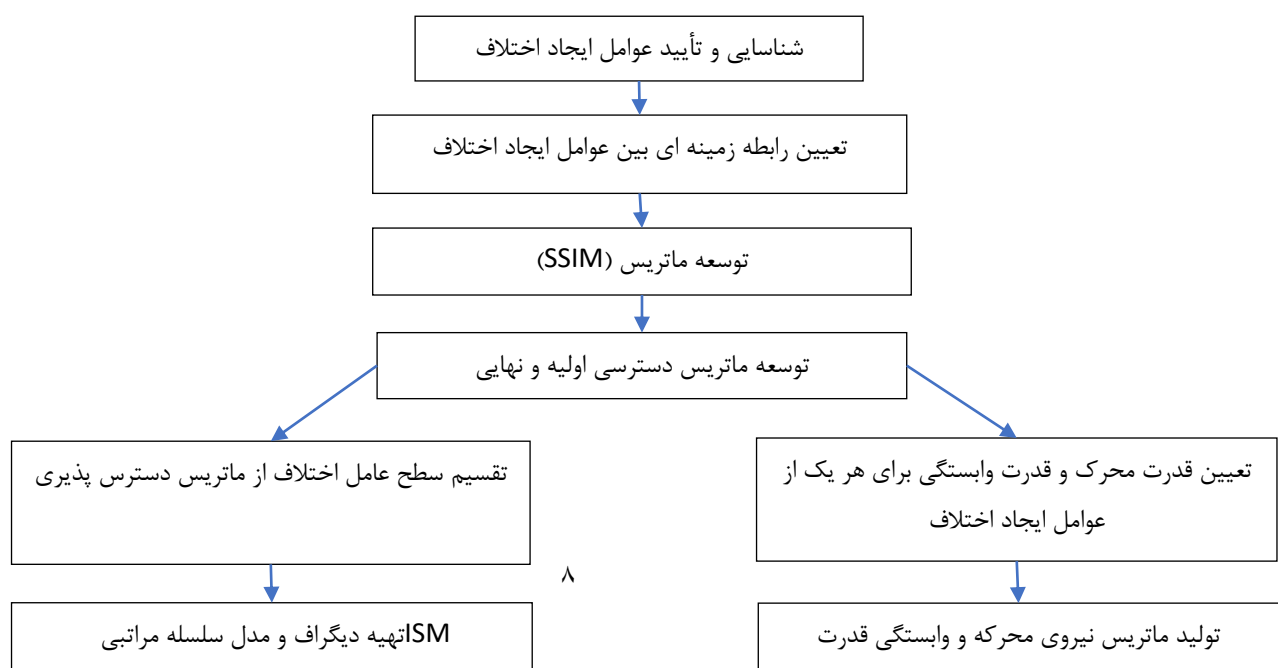 شناسایی و تأیید عوامل ایجاد اختلاف
تعیین رابطه زمینه ای بین عوامل ایجاد اختلاف
توسعه ماتریس (SSIM)
توسعه ماتریس دسترسی اولیه و نهایی
تعیین قدرت محرک و قدرت وابستگی برای هر یک از
عوامل ایجاد اختلاف
تقسیم سطح عامل اختلاف از ماتریس دسترس پذیری
۸
تولید ماتریس نیروی محرکه و وابستگی قدرت
ISMتهیه دیگراف و مدل سلسله مراتبی